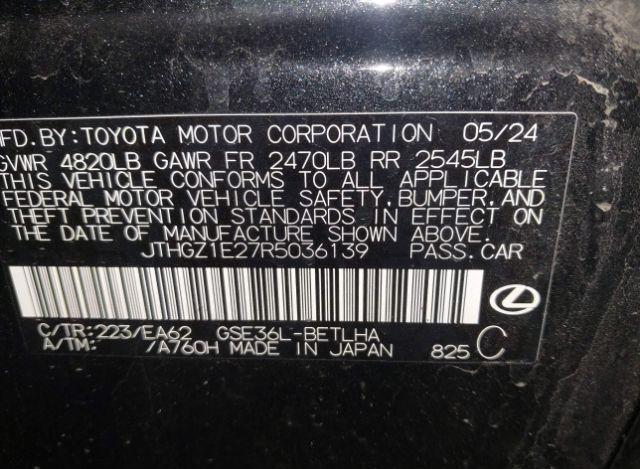 MFD. BY: TOYOTA MOTOR CORPORATION 05/24
GVWR 4820LB GAWR FR 2470LB RR 2545LB
THIS VEHICLE CONFORMS TO ALL APPLICABLE
FEDERAL MOTOR VEHICLE SAFETY, BUMPER, AND
THEFT PREVENTION STANDARDS IN EFFECT ON
THE DATE OF MANUFACTURE SHOWN ABOVE.
JTHGZ1E27R5036139 PASS. CAR
C/TR: 223/EA62 GSE36L-BETLHA
A/TM: /A760H MADE IN JAPAN 825 C